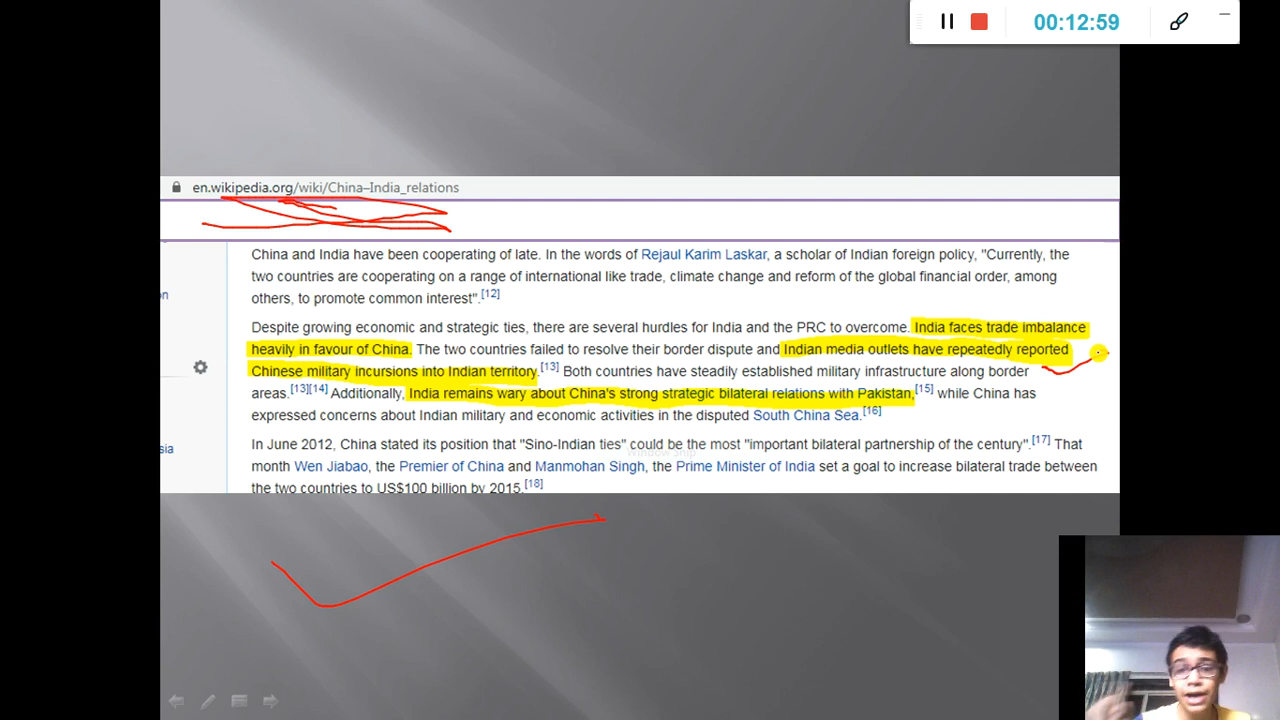 00:12:59
en.wikipedia.org/wiki/China–India_relations
China and India have been cooperating of late. In the words of Rejaul Karim Laskar, a scholar of Indian foreign policy, "Currently, the
two countries are cooperating on a range of international like trade, climate change and reform of the global financial order, among
others, to promote common interest".[12]
Despite growing economic and strategic ties, there are several hurdles for India and the PRC to overcome. India faces trade imbalance
heavily in favour of China. The two countries failed to resolve their border dispute and Indian media outlets have repeatedly reported
Chinese military incursions into Indian territory.[13] Both countries have steadily established military infrastructure along border
areas.[13][14] Additionally, India remains wary about China's strong strategic bilateral relations with Pakistan,[15] while China has
expressed concerns about Indian military and economic activities in the disputed South China Sea.[16]
In June 2012, China stated its position that "Sino-Indian ties" could be the most "important bilateral partnership of the century".[17] That
month Wen Jiabao, the Premier of China and Manmohan Singh, the Prime Minister of India set a goal to increase bilateral trade between
the two countries to US$100 billion by 2015.[18]
Window Snip